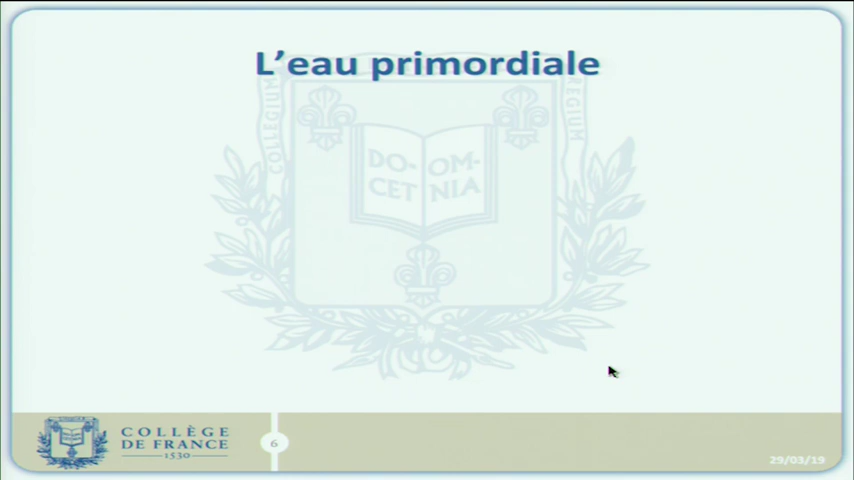 L'eau primordiale
COLLEGIUM
REGIUM
DO- OM-
CET NIA
COLLÈGE
DE FRANCE
1530
6
29/03/19